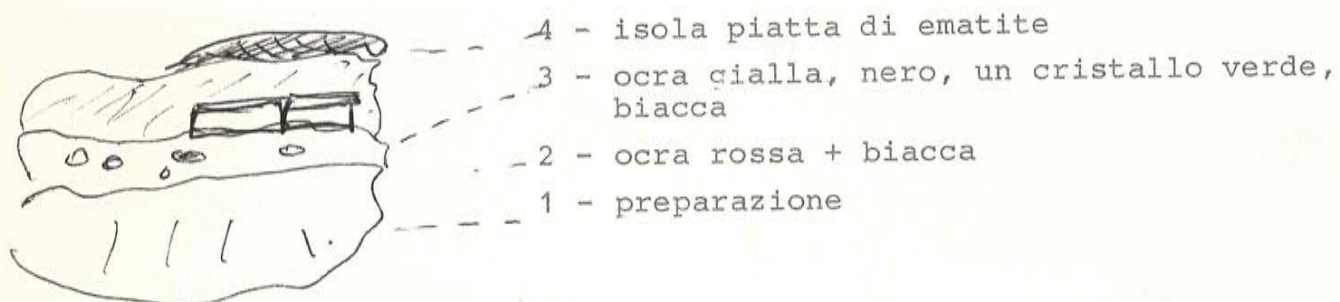 4 - isola piatta di ematite
3 - ocra gialla, nero, un cristallo verde,
biacca
2 - ocra rossa + biacca
1 - preparazione